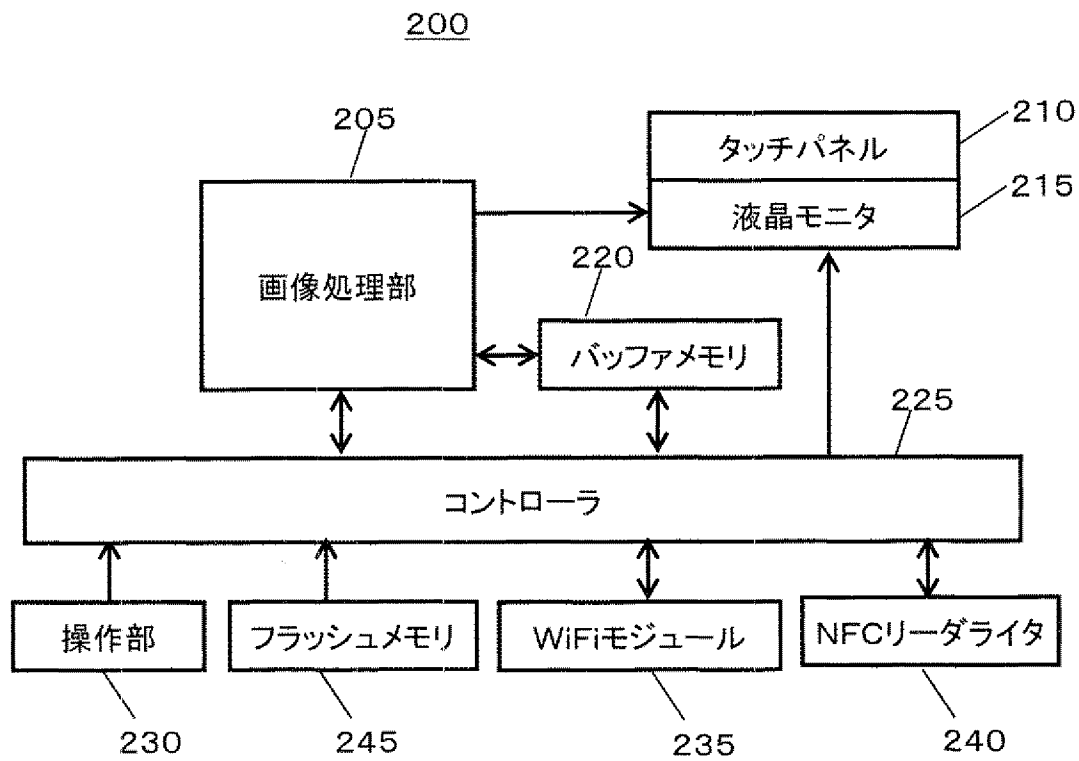 200
205
210
タッチパネル
215
液晶モニタ
画像処理部
220
バッファメモリ
225
コントローラ
操作部
フラッシュメモリ
WiFiモジュール
NFCリーダライタ
230
245
235
240